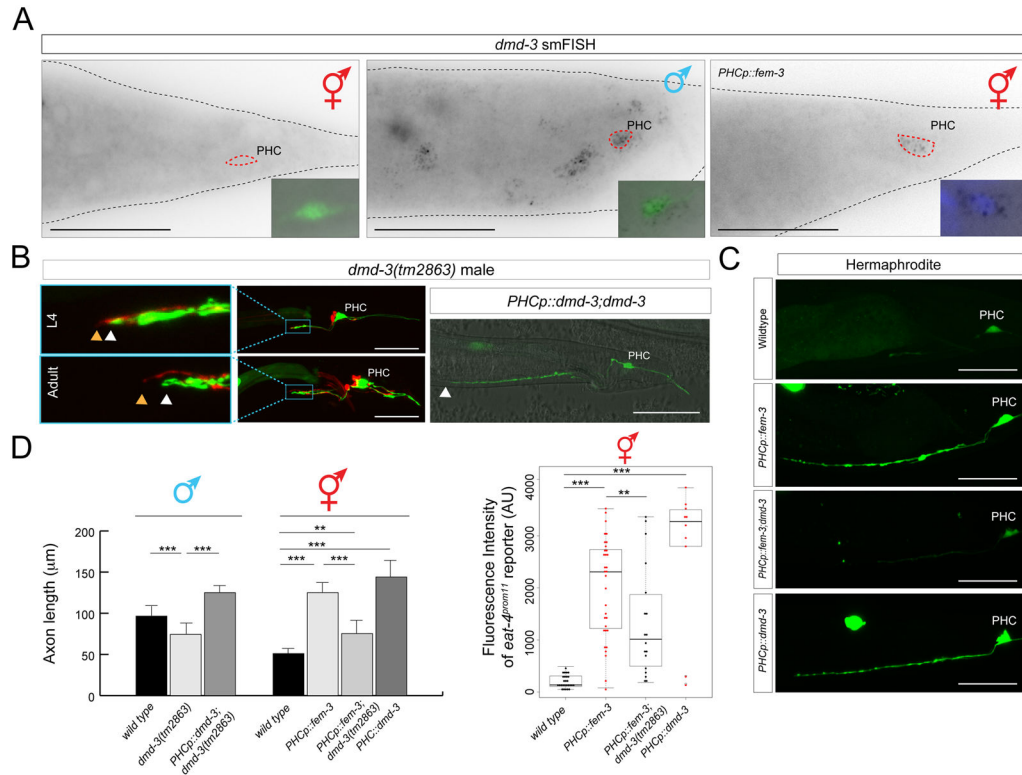 A
dmd-3 smFISH
PHC
PHC
PHCp::fem-3
PHC
B
dmd-3(tm2863) male
L4
Adult
PHC
PHC
PHCp::dmd-3;dmd-3
PHC
C
Hermaphrodite
Wildtype
PHC
PHCp::fem-3
PHC
PHCp::fem-3;dmd-3
PHC
PHCp::dmd-3
PHC
D
Axon length (μm)
200
150
100
50
0
***
***
**
***
***
***
wild type
dmd-3(tm2863)
PHCp::dmd-3;
dmd-3(tm2863)
wild type
PHCp::fem-3
PHCp::fem-3;
dmd-3(tm2863)
PHC::dmd-3
Fluorescence Intensity
of eat-4prom11 reporter (AU)
4000
3000
2000
1000
0
***
***
**
wild type
PHCp::fem-3
PHCp::fem-3;
dmd-3(tm2863)
PHCp::dmd-3